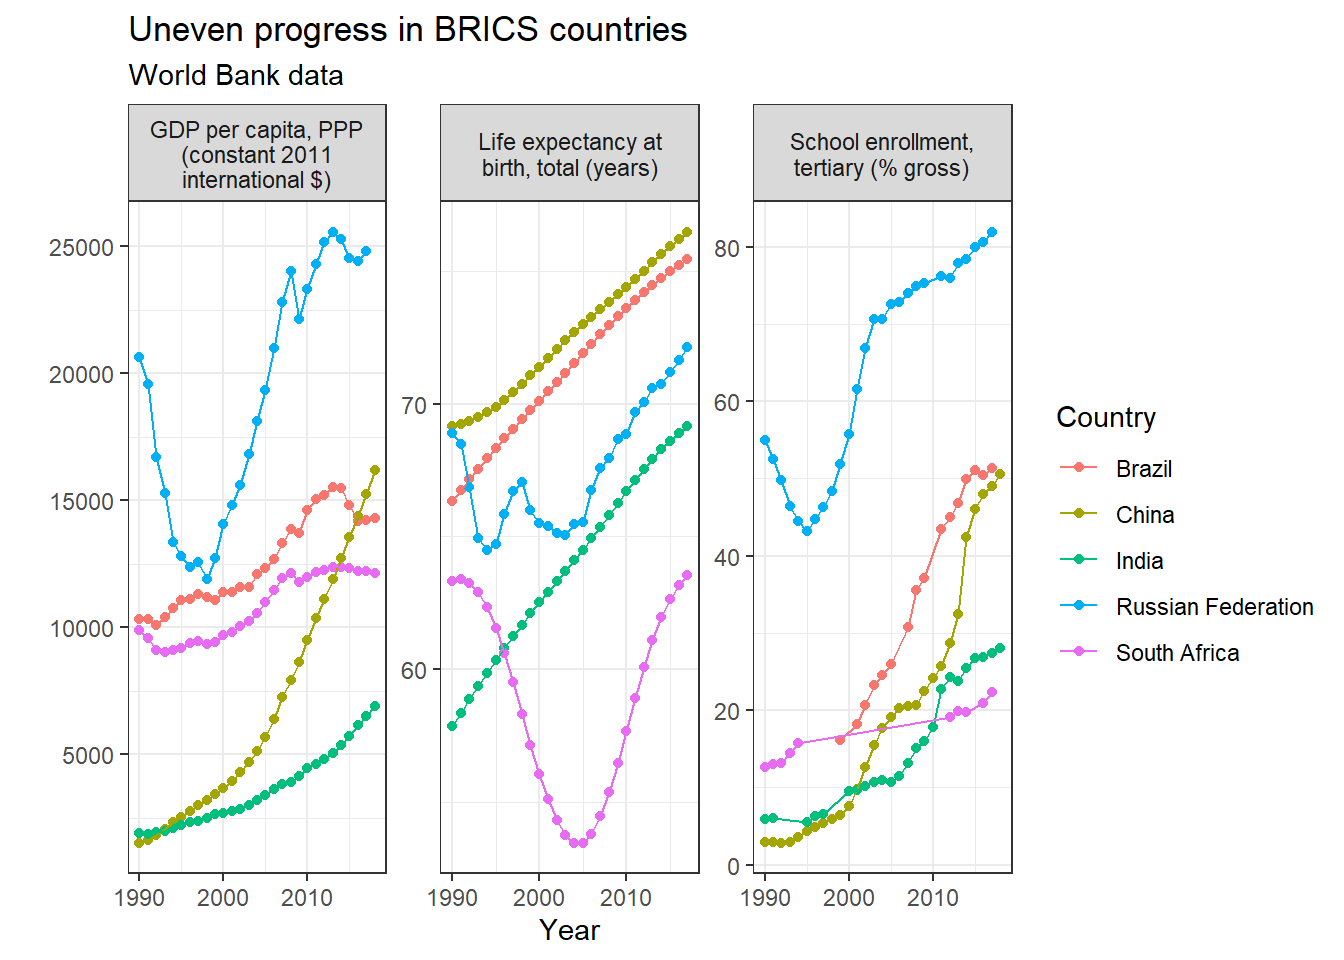 Uneven progress in BRICS countries
World Bank data
GDP per capita, PPP
(constant 2011
international $)
Life expectancy at
birth, total (years)
School enrollment,
tertiary (% gross)
25000
20000
15000
10000
5000
70
60
80
60
40
20
0
1990 2000 2010
1990 2000 2010
1990 2000 2010
Year
Country
Brazil
China
India
Russian Federation
South Africa